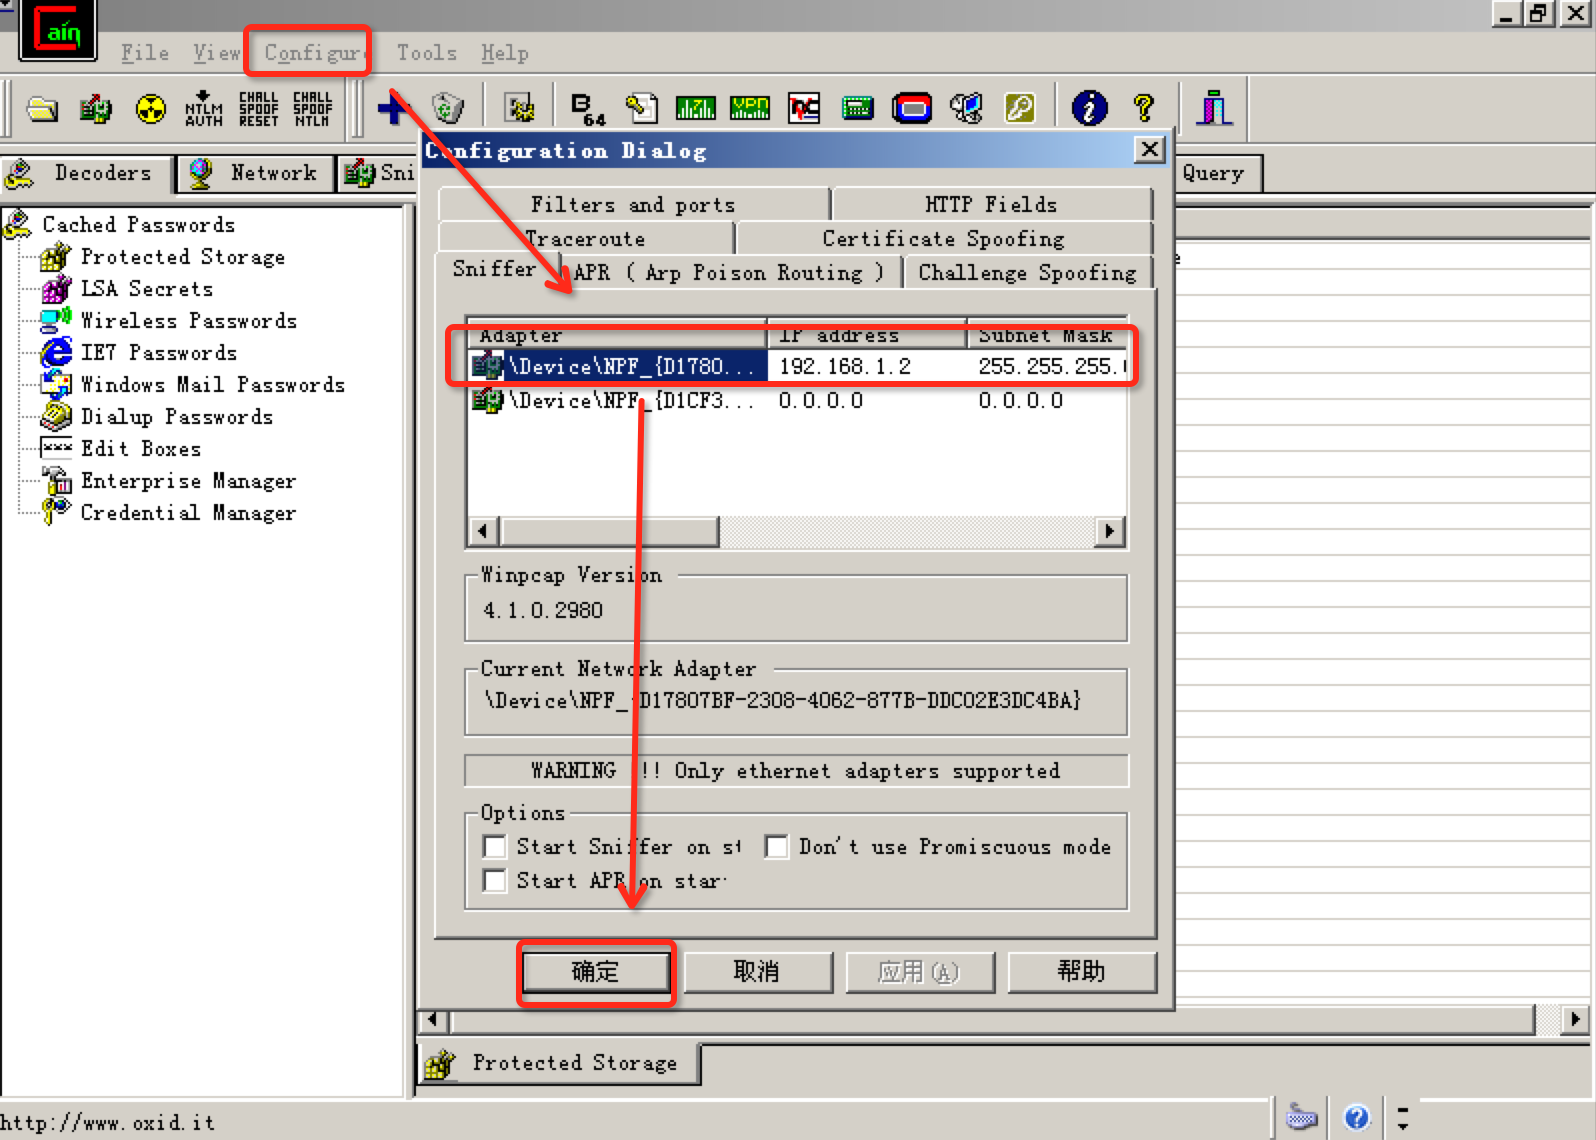 Cain
File View Configure Tools Help
NTLM AUTH
CHALL SPOOF RESET
CHALL SPOOF NTLM
B 64
Decoders Network Sni Query
Configuration Dialog
Filters and ports HTTP Fields
Traceroute Certificate Spoofing
Sniffer APR ( Arp Poison Routing ) Challenge Spoofing
Adapter IP address Subnet Mask
\Device\NPF_{D1780... 192.168.1.2 255.255.255.
\Device\NPF_{D1CF3... 0.0.0.0 0.0.0.0
Winpcap Version
4.1.0.2980
Current Network Adapter
\Device\NPF_{D17807BF-2308-4062-877B-DDC02E3DC4BA}
WARNING !!! Only ethernet adapters supported
Options
Start Sniffer on st Don't use Promiscuous mode
Start APR on star
确定 取消 应用(A) 帮助
Cached Passwords
Protected Storage
LSA Secrets
Wireless Passwords
IE7 Passwords
Windows Mail Passwords
Dialup Passwords
Edit Boxes
Enterprise Manager
Credential Manager
Protected Storage
http://www.oxid.it